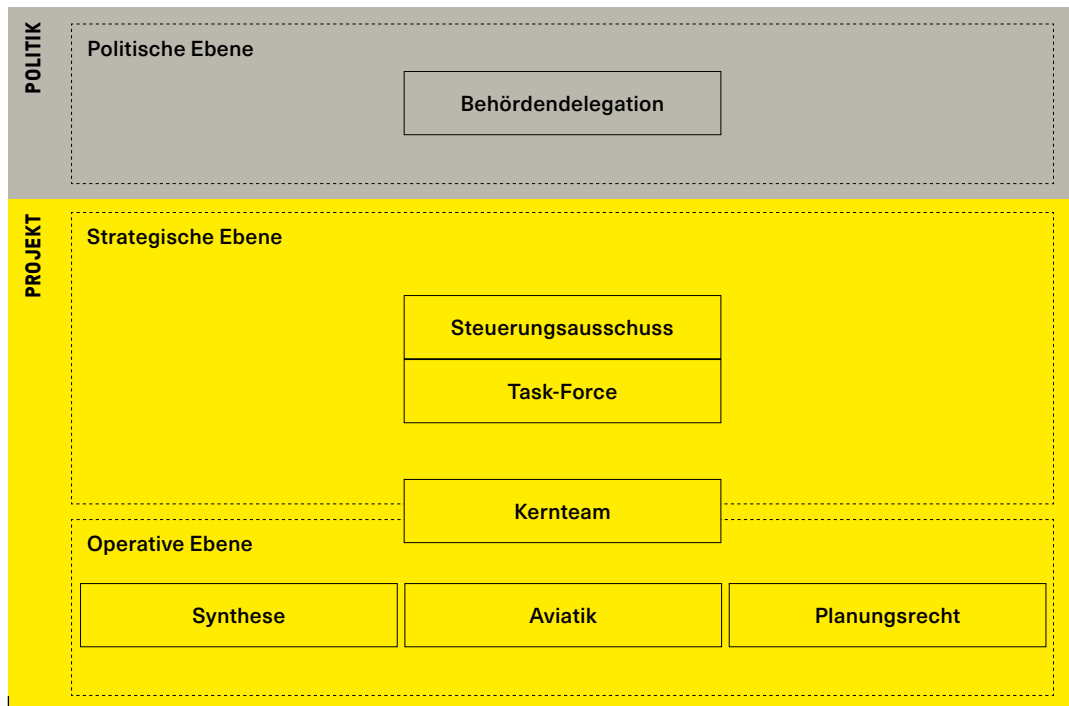 POLITIK
Politische Ebene
Behördendelegation
PROJEKT
Strategische Ebene
Steuerungsausschuss
Task-Force
Kernteam
Operative Ebene
Synthese
Aviatik
Planungsrecht